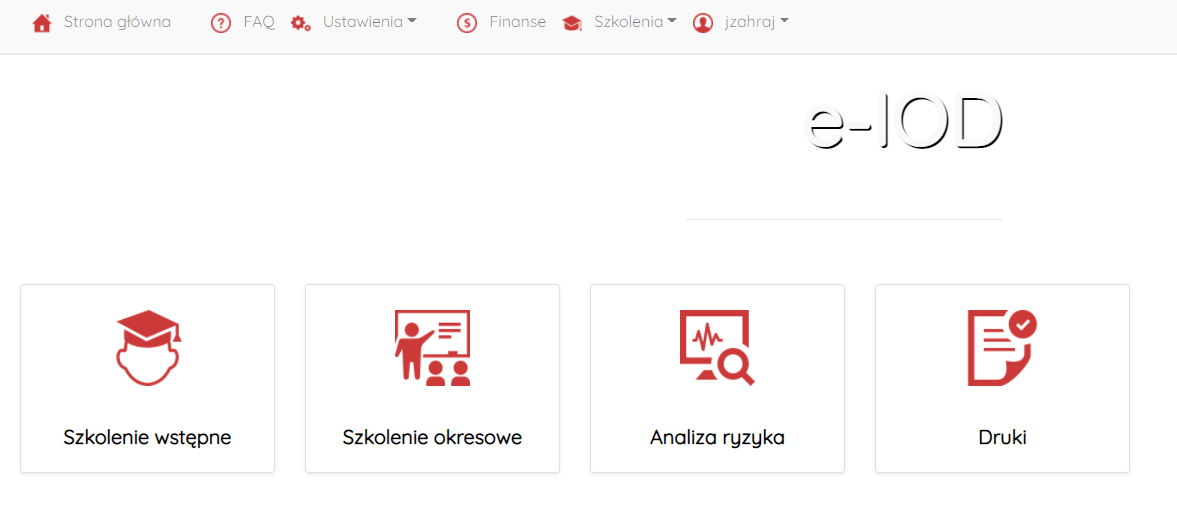 Strona główna FAQ Ustawienia Finanse Szkolenia jzahraj
e-IOD
Szkolenie wstępne Szkolenie okresowe Analiza ryzyka Druki